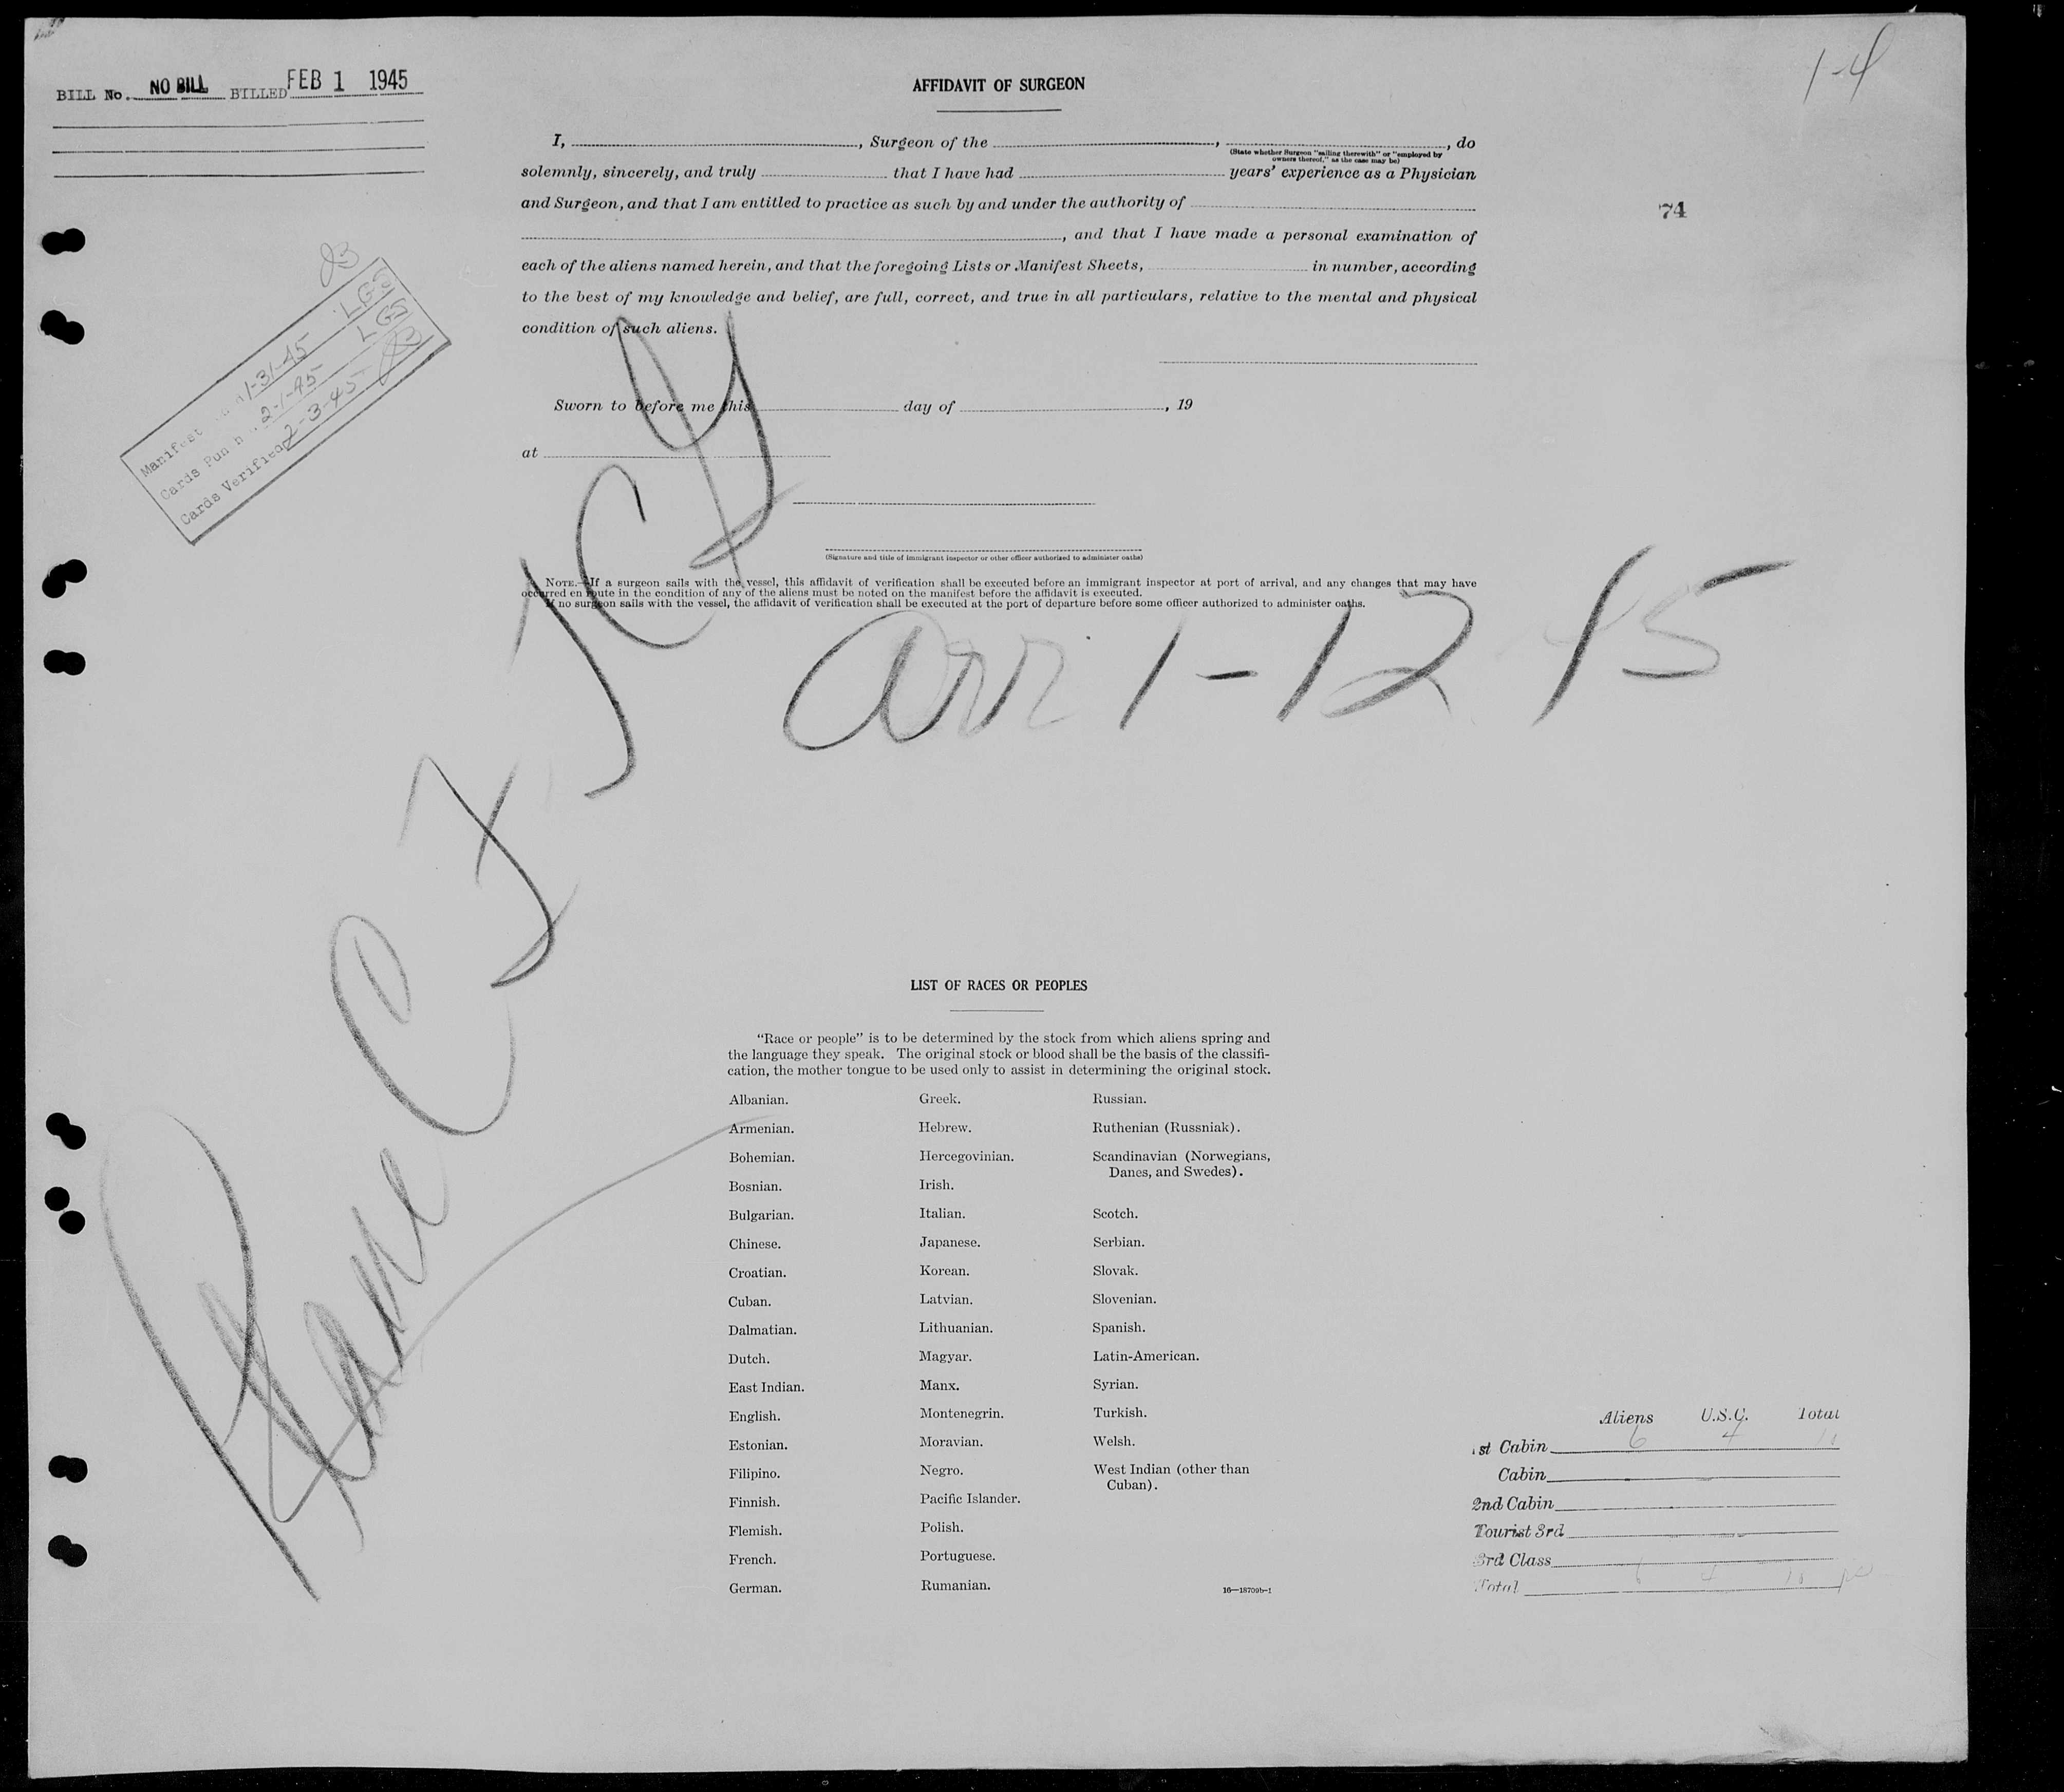 BILL No. NO BILL BILLED FEB 1 1945
1-4
AFFIDAVIT OF SURGEON
I, , Surgeon of the , , do
(State whether Surgeon "sailing therewith" or "employed by
owners thereof," as the case may be)
solemnly, sincerely, and truly that I have had years' experience as a Physician
and Surgeon, and that I am entitled to practice as such by and under the authority of
74
, and that I have made a personal examination of
each of the aliens named herein, and that the foregoing Lists or Manifest Sheets, in number, according
to the best of my knowledge and belief, are full, correct, and true in all particulars, relative to the mental and physical
condition of such aliens.
Manifest 1-31-45 LGS
Cards Pun h 2-1-45 LGS
Cards Verified 2-3-45
Sworn to before me this day of , 19
at
(Signature and title of immigrant inspector or other officer authorized to administer oaths)
NOTE.—If a surgeon sails with the vessel, this affidavit of verification shall be executed before an immigrant inspector at port of arrival, and any changes that may have
occurred en route in the condition of any of the aliens must be noted on the manifest before the affidavit is executed.
If no surgeon sails with the vessel, the affidavit of verification shall be executed at the port of departure before some officer authorized to administer oaths.
Arr 1-12 45
Plane CF
LIST OF RACES OR PEOPLES
“Race or people” is to be determined by the stock from which aliens spring and
the language they speak. The original stock or blood shall be the basis of the classifi-
cation, the mother tongue to be used only to assist in determining the original stock.
Albanian.
Armenian.
Bohemian.
Bosnian.
Bulgarian.
Chinese.
Croatian.
Cuban.
Dalmatian.
Dutch.
East Indian.
English.
Estonian.
Filipino.
Finnish.
Flemish.
French.
German.
Greek.
Hebrew.
Hercegovinian.
Irish.
Italian.
Japanese.
Korean.
Latvian.
Lithuanian.
Magyar.
Manx.
Montenegrin.
Moravian.
Negro.
Pacific Islander.
Polish.
Portuguese.
Rumanian.
Russian.
Ruthenian (Russniak).
Scandinavian (Norwegians,
Danes, and Swedes).
Scotch.
Serbian.
Slovak.
Slovenian.
Spanish.
Latin-American.
Syrian.
Turkish.
Welsh.
West Indian (other than
Cuban).
16—18709b-1
Aliens U.S.C. Total
1st Cabin 6 4 10
Cabin
2nd Cabin
Tourist 3rd
3rd Class
Total 6 4 10